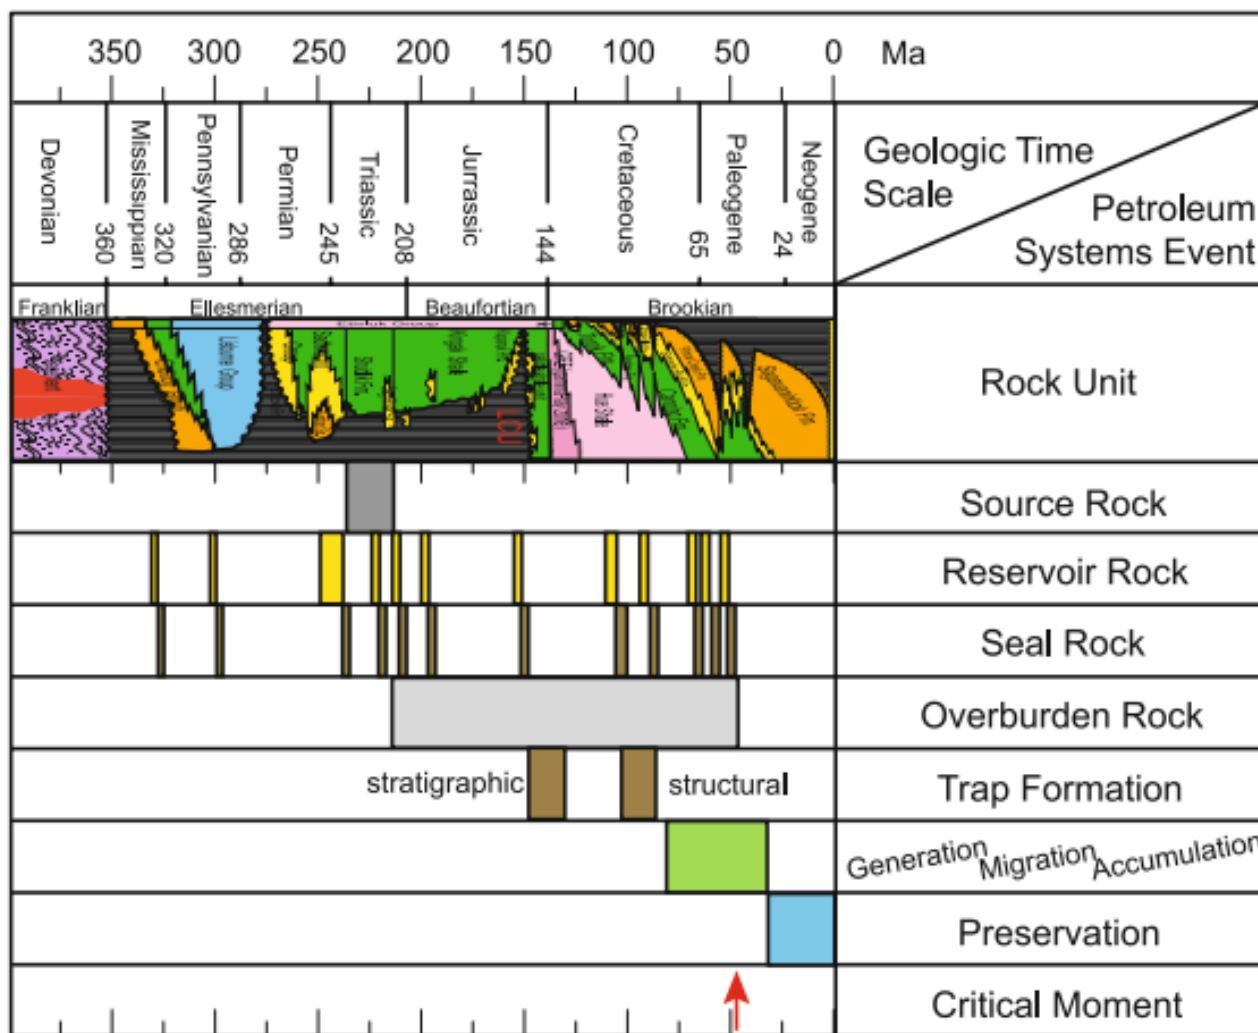 350 300 250 200 150 100 50 0 Ma
Devonian
360
Mississippian
320
Pennsylvanian
286
Permian
245
Triassic
208
Jurrassic
144
Cretaceous
65
Paleogene
24
Neogene
Geologic Time
Scale
Petroleum
Systems Event
Franklian Ellesmerian Beaufortian Brookian
Lisburne Group
LCU
Rock Unit
Source Rock
Reservoir Rock
Seal Rock
Overburden Rock
stratigraphic structural
Trap Formation
Generation Migration Accumulation
Preservation
Critical Moment